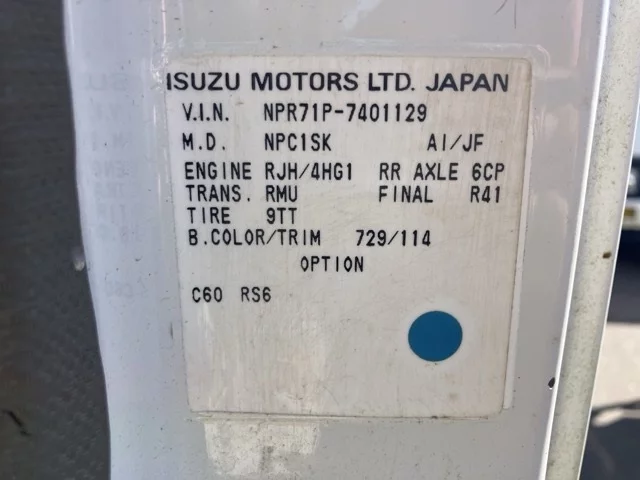 ISUZU MOTORS LTD. JAPAN
V.I.N. NPR71P-7401129
M.D. NPC1SK A1/JF
ENGINE RJH/4HG1 RR AXLE 6CP
TRANS. RMU FINAL R41
TIRE 9TT
B.COLOR/TRIM 729/114
OPTION
C60 RS6